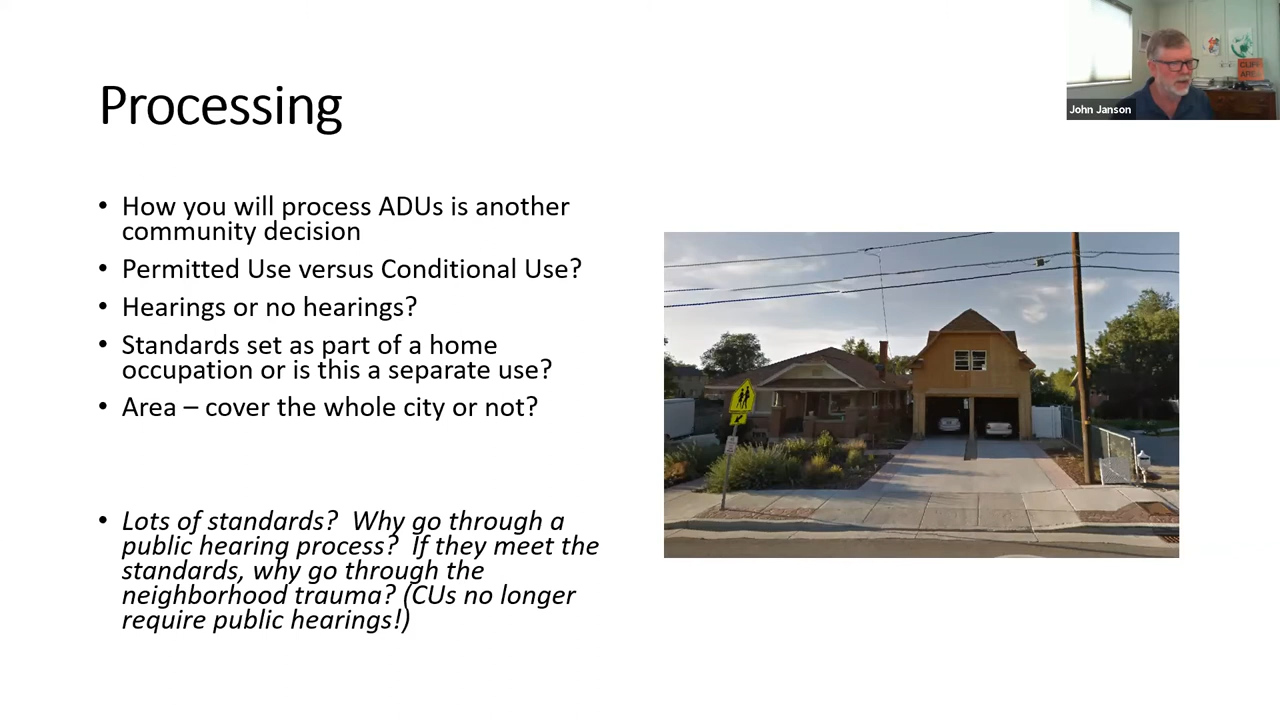 Processing
• How you will process ADUs is another
community decision
• Permitted Use versus Conditional Use?
• Hearings or no hearings?
• Standards set as part of a home
occupation or is this a separate use?
• Area – cover the whole city or not?
• Lots of standards?  Why go through a
public hearing process?  If they meet the
standards, why go through the
neighborhood trauma? (CUs no longer
require public hearings!)
John Janson